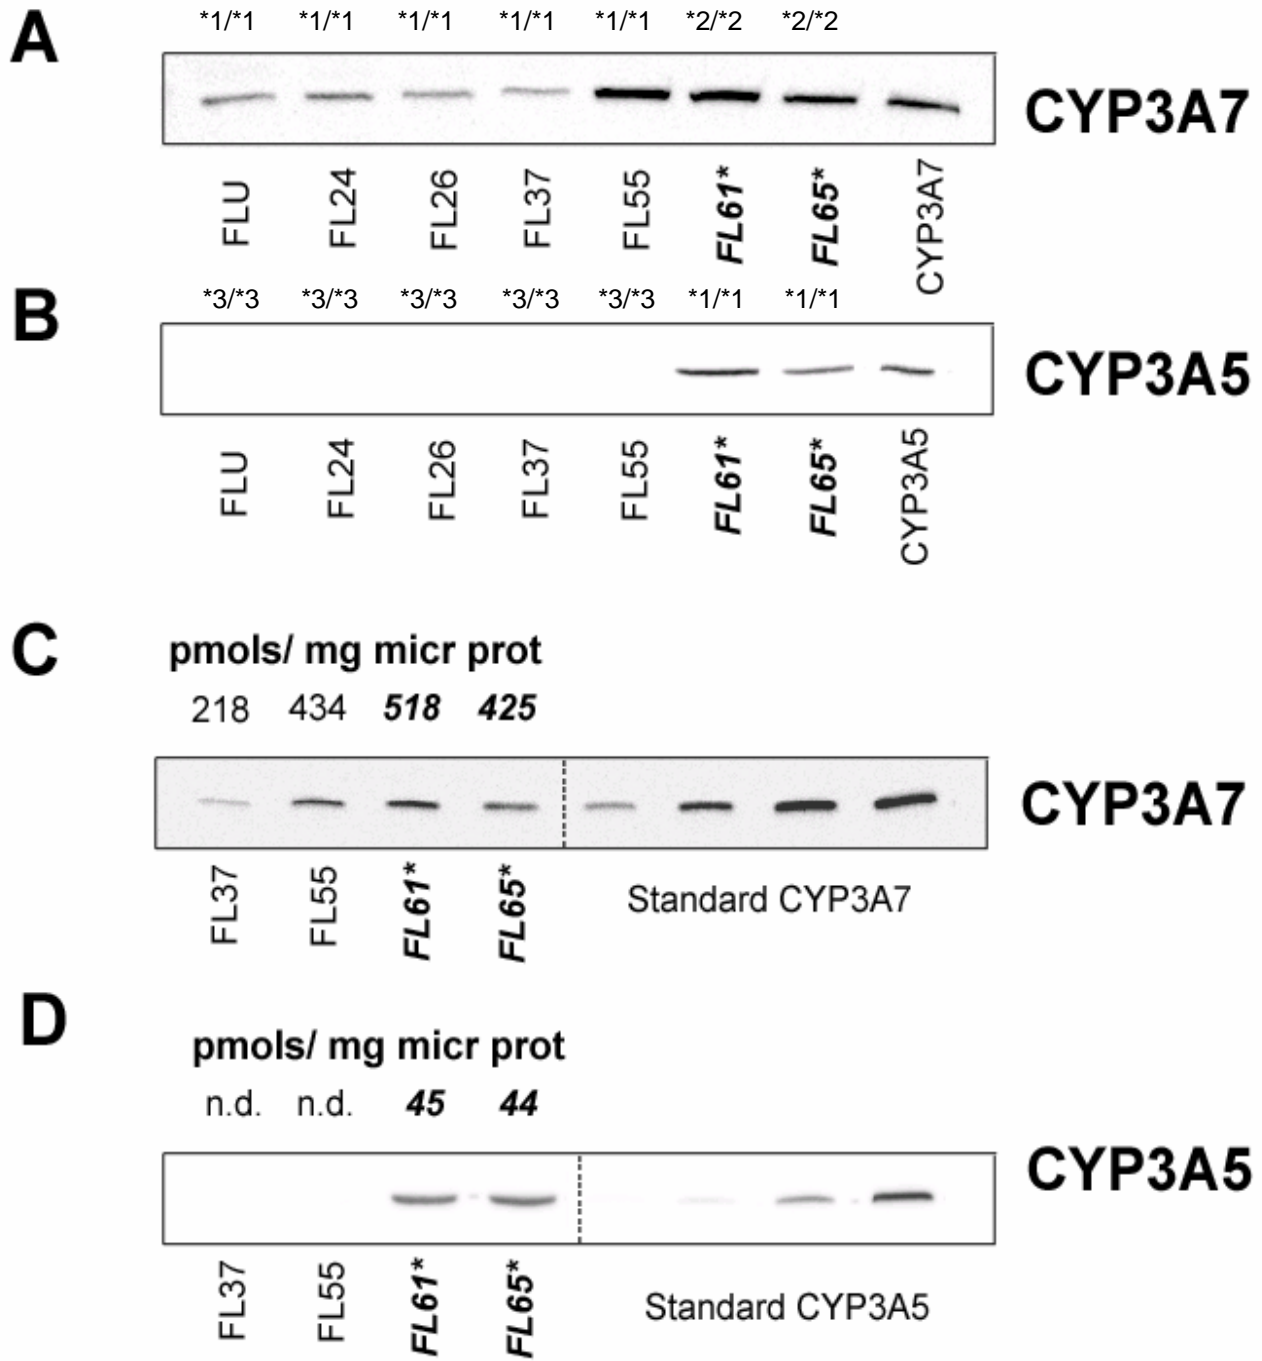 A
*1/*1 *1/*1 *1/*1 *1/*1 *1/*1 *2/*2 *2/*2
CYP3A7
FLU FL24 FL26 FL37 FL55 FL61* FL65* CYP3A7
B
*3/*3 *3/*3 *3/*3 *3/*3 *3/*3 *1/*1 *1/*1
CYP3A5
FLU FL24 FL26 FL37 FL55 FL61* FL65* CYP3A5
C
pmols/ mg micr prot
218 434 518 425
CYP3A7
FL37 FL55 FL61* FL65* Standard CYP3A7
D
pmols/ mg micr prot
n.d. n.d. 45 44
CYP3A5
FL37 FL55 FL61* FL65* Standard CYP3A5